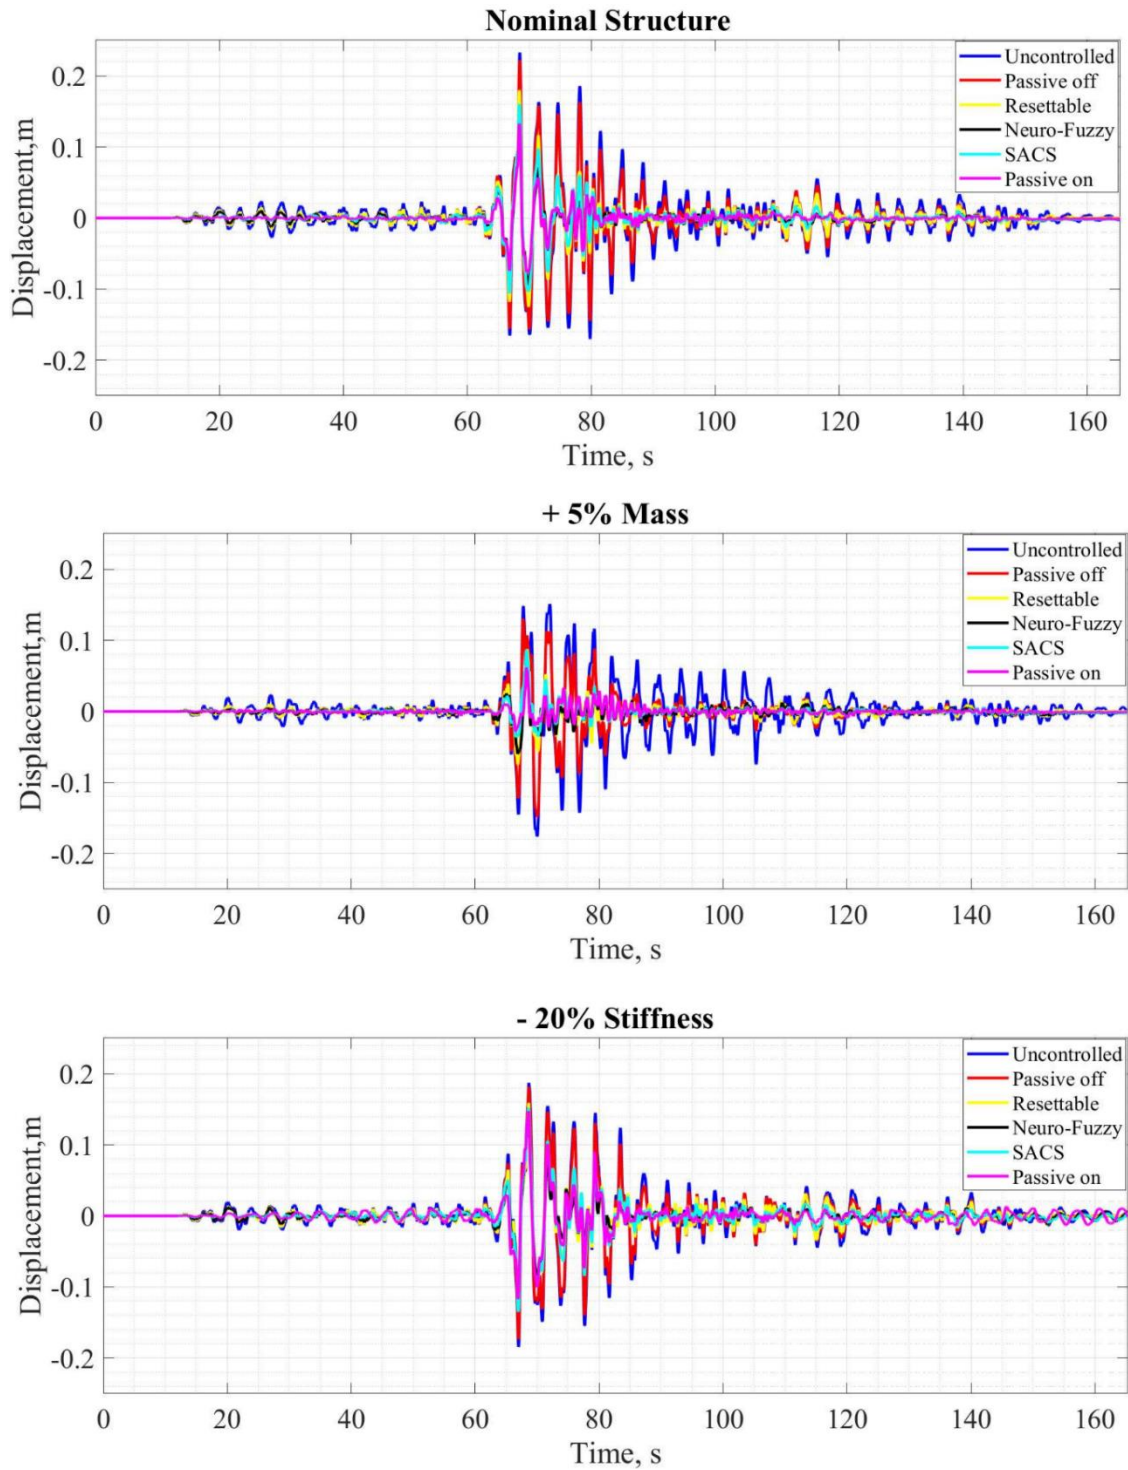 Nominal Structure
Displacement,m
0.2
0.1
0
-0.1
-0.2
Uncontrolled
Passive off
Resettable
Neuro-Fuzzy
SACS
Passive on
0 20 40 60 80 100 120 140 160
Time, s
+ 5% Mass
Displacement,m
0.2
0.1
0
-0.1
-0.2
Uncontrolled
Passive off
Resettable
Neuro-Fuzzy
SACS
Passive on
0 20 40 60 80 100 120 140 160
Time, s
- 20% Stiffness
Displacement,m
0.2
0.1
0
-0.1
-0.2
Uncontrolled
Passive off
Resettable
Neuro-Fuzzy
SACS
Passive on
0 20 40 60 80 100 120 140 160
Time, s